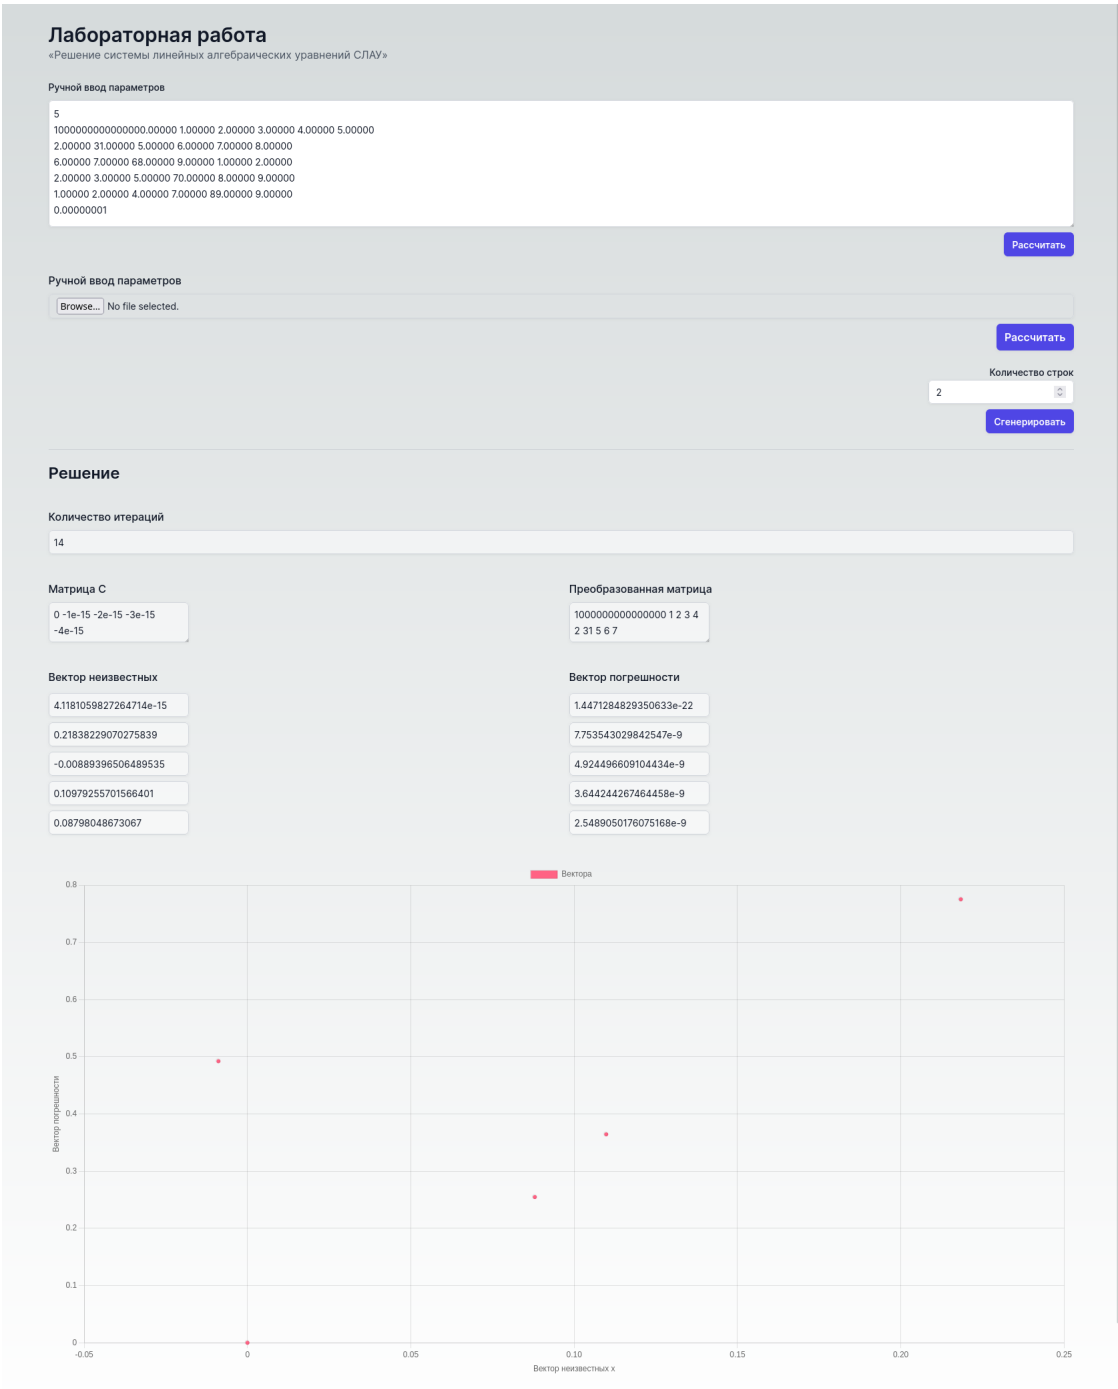 Лабораторная работа
«Решение системы линейных алгебраических уравнений СЛАУ»
Ручной ввод параметров
5
1000000000000000.00000 1.00000 2.00000 3.00000 4.00000 5.00000
2.00000 31.00000 5.00000 6.00000 7.00000 8.00000
6.00000 7.00000 68.00000 9.00000 1.00000 2.00000
2.00000 3.00000 5.00000 70.00000 8.00000 9.00000
1.00000 2.00000 4.00000 7.00000 89.00000 9.00000
0.00000001
Рассчитать
Ручной ввод параметров
Browse... No file selected.
Рассчитать
Количество строк
2
Сгенерировать
Решение
Количество итераций
14
Матрица C
0 -1e-15 -2e-15 -3e-15
-4e-15
Преобразованная матрица
1000000000000000 1 2 3 4
2 31 5 6 7
Вектор неизвестных
4.1181059827264714e-15
0.21838229070275839
-0.00889396506489535
0.10979255701566401
0.08798048673067
Вектор погрешности
1.4471284829350633e-22
7.753543029842547e-9
4.924496609104434e-9
3.644244267464458e-9
2.5489050176075168e-9
Вектора
0.8
0.7
0.6
0.5
0.4
0.3
0.2
0.1
0
Вектор погрешности
-0.05 0 0.05 0.10 0.15 0.20 0.25
Вектор неизвестных x